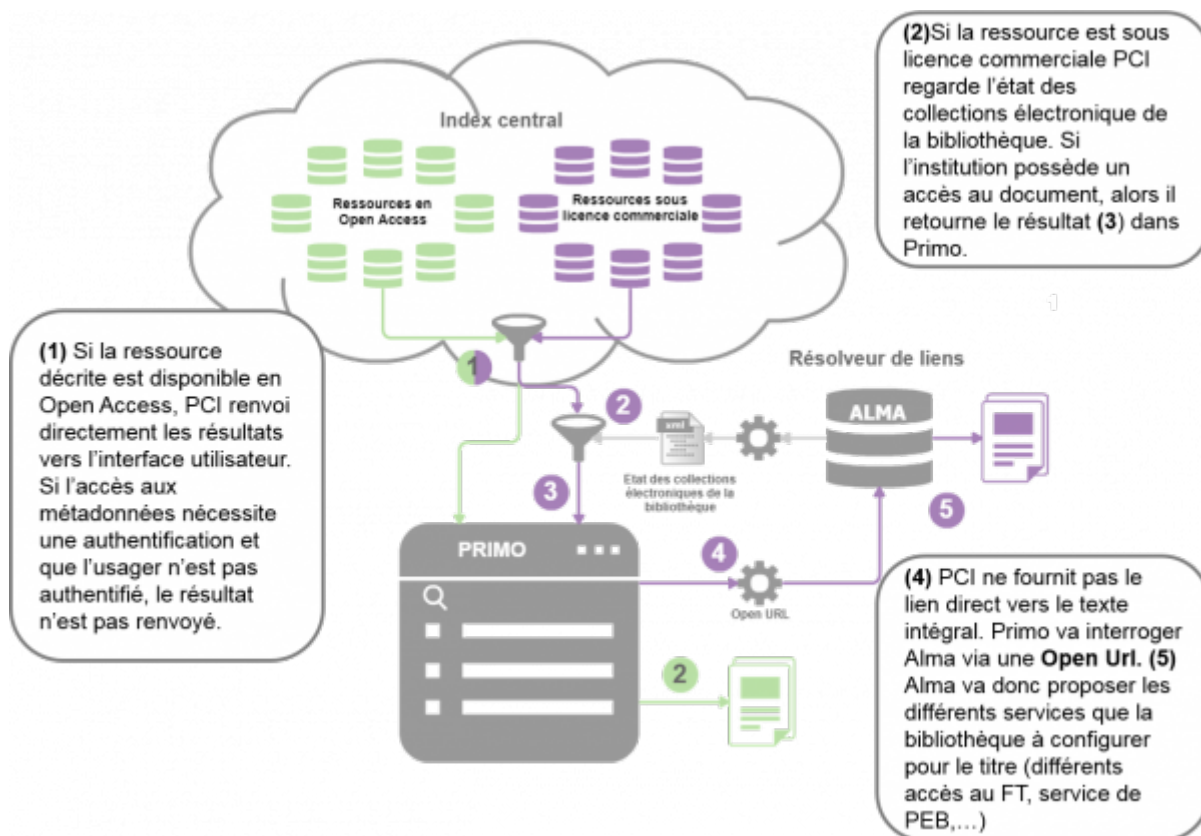 Index central
Ressources en
Open Access
Ressources sous
licence commerciale
(2)Si la ressource est sous
licence commerciale PCI
regarde l'état des
collections électronique de
la bibliothèque. Si
l'institution possède un
accès au document, alors il
retourne le résultat (3) dans
Primo.
(1) Si la ressource
décrite est disponible en
Open Access, PCI renvoi
directement les résultats
vers l'interface utilisateur.
Si l'accès aux
métadonnées nécessite
une authentification et
que l'usager n'est pas
authentifié, le résultat
n'est pas renvoyé.
1
2
xml
Etat des collections
électroniques de la
bibliothèque
Résolveur de liens
ALMA
3
5
PRIMO
4
Open URL
2
(4) PCI ne fournit pas le
lien direct vers le texte
intégral. Primo va interroger
Alma via une Open Url. (5)
Alma va donc proposer les
différents services que la
bibliothèque à configurer
pour le titre (différents
accès au FT, service de
PEB,...)